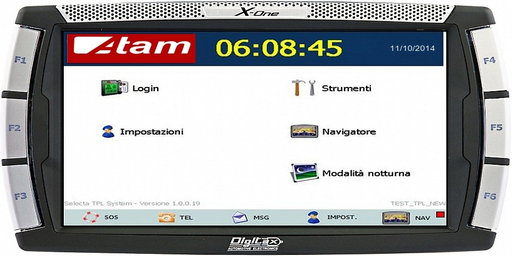 X-One
Atam 06:08:45 11/10/2014
F1 F4
Login Strumenti
F2 Impostazioni Navigatore F5
Modalità notturna
F3 F6
Selecta TPL System - Versione 1.0.0.19 TEST_TPL_NEW
SOS TEL MSG IMPOST. NAV
Digitax
AUTOMOTIVE ELECTRONICS